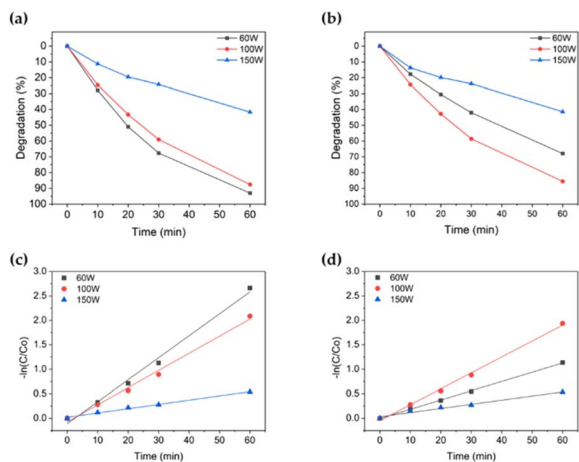 (a)
60W
100W
150W
Degradation (%)
0
10
20
30
40
50
60
70
80
90
100
0 10 20 30 40 50 60
Time (min)
(b)
60W
100W
150W
Degradation (%)
0
10
20
30
40
50
60
70
80
90
100
0 10 20 30 40 50 60
Time (min)
(c)
60W
100W
150W
-ln(C/Co)
3.0
2.5
2.0
1.5
1.0
0.5
0.0
0 10 20 30 40 50 60
Time (min)
(d)
60W
100W
150W
-ln(C/Co)
3.0
2.5
2.0
1.5
1.0
0.5
0.0
0 10 20 30 40 50 60
Time (min)